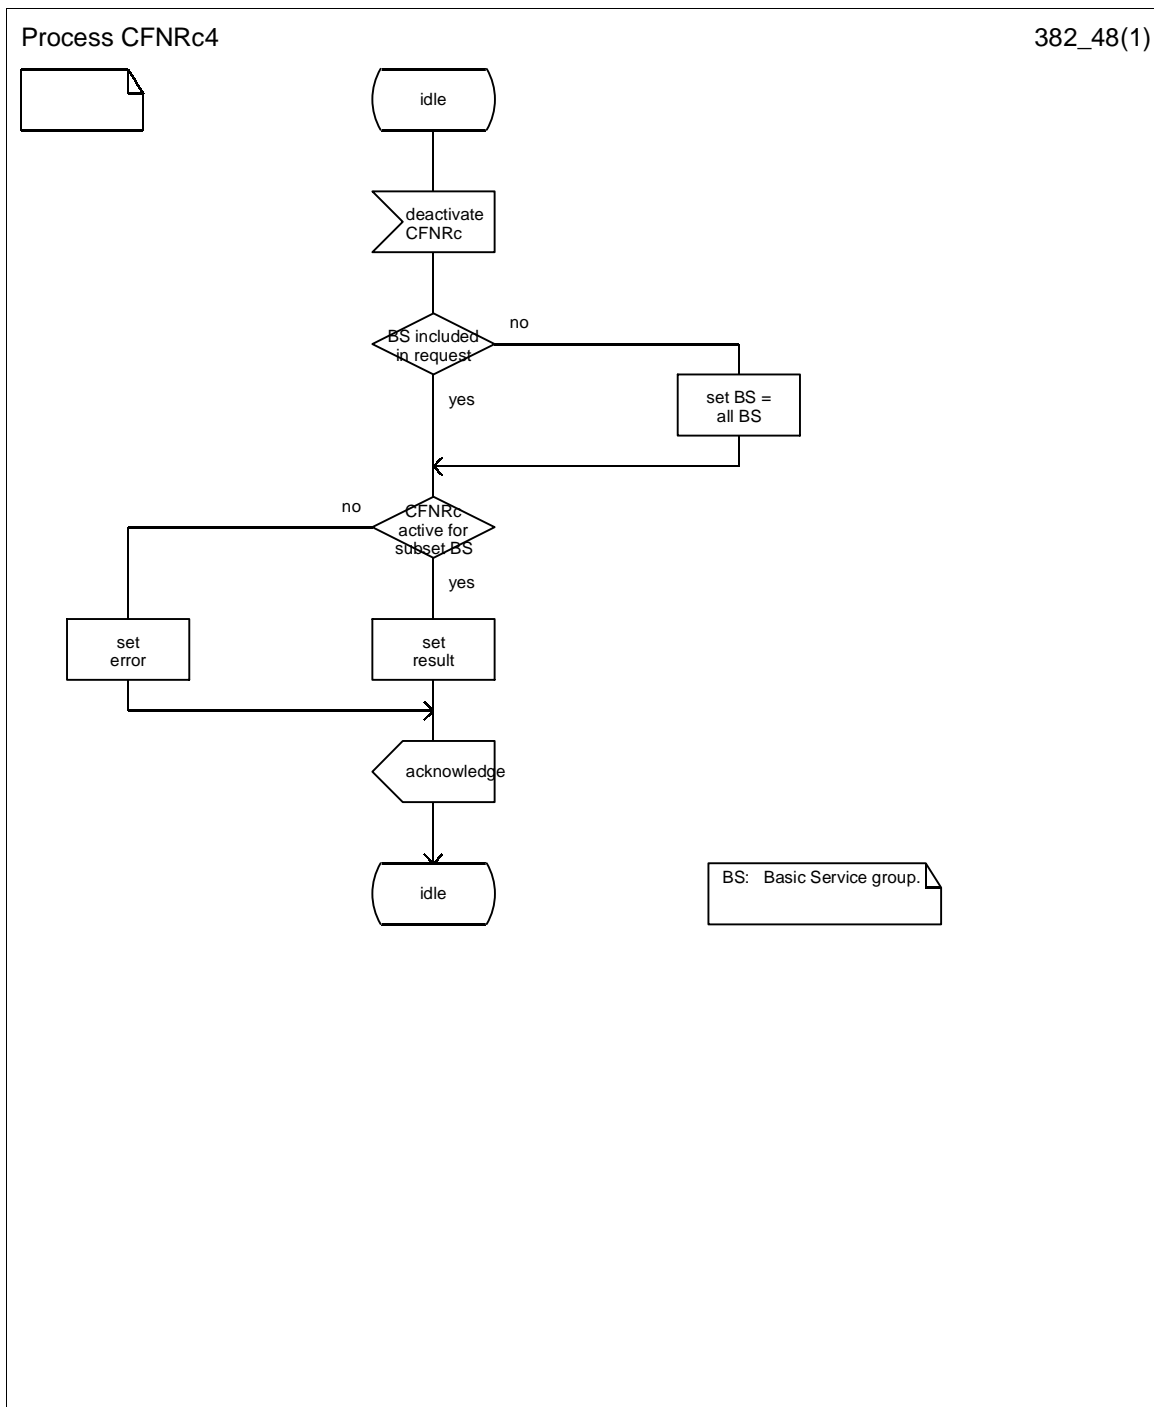 Process CFNRc4
382_48(1)
idle
deactivate
CFNRc
BS included
in request
no
yes
set BS =
all BS
no
CFNRc
active for
subset BS
yes
set
error
set
result
acknowledge
idle
BS: Basic Service group.